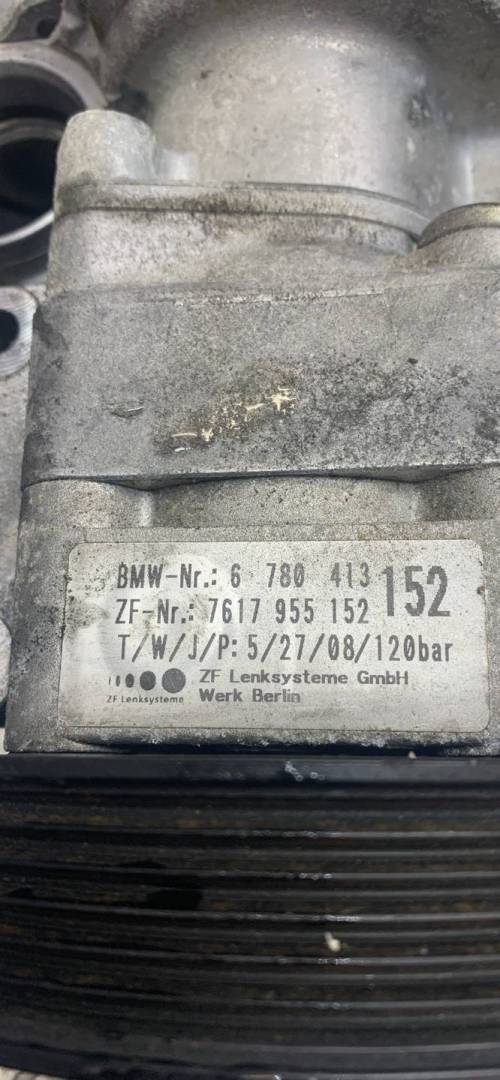 BMW-Nr.: 6 780 413 152
ZF-Nr.: 7617 955 152
T/W/J/P: 5/27/08/120bar
ZF Lenksysteme GmbH
ZF Lenksysteme Werk Berlin